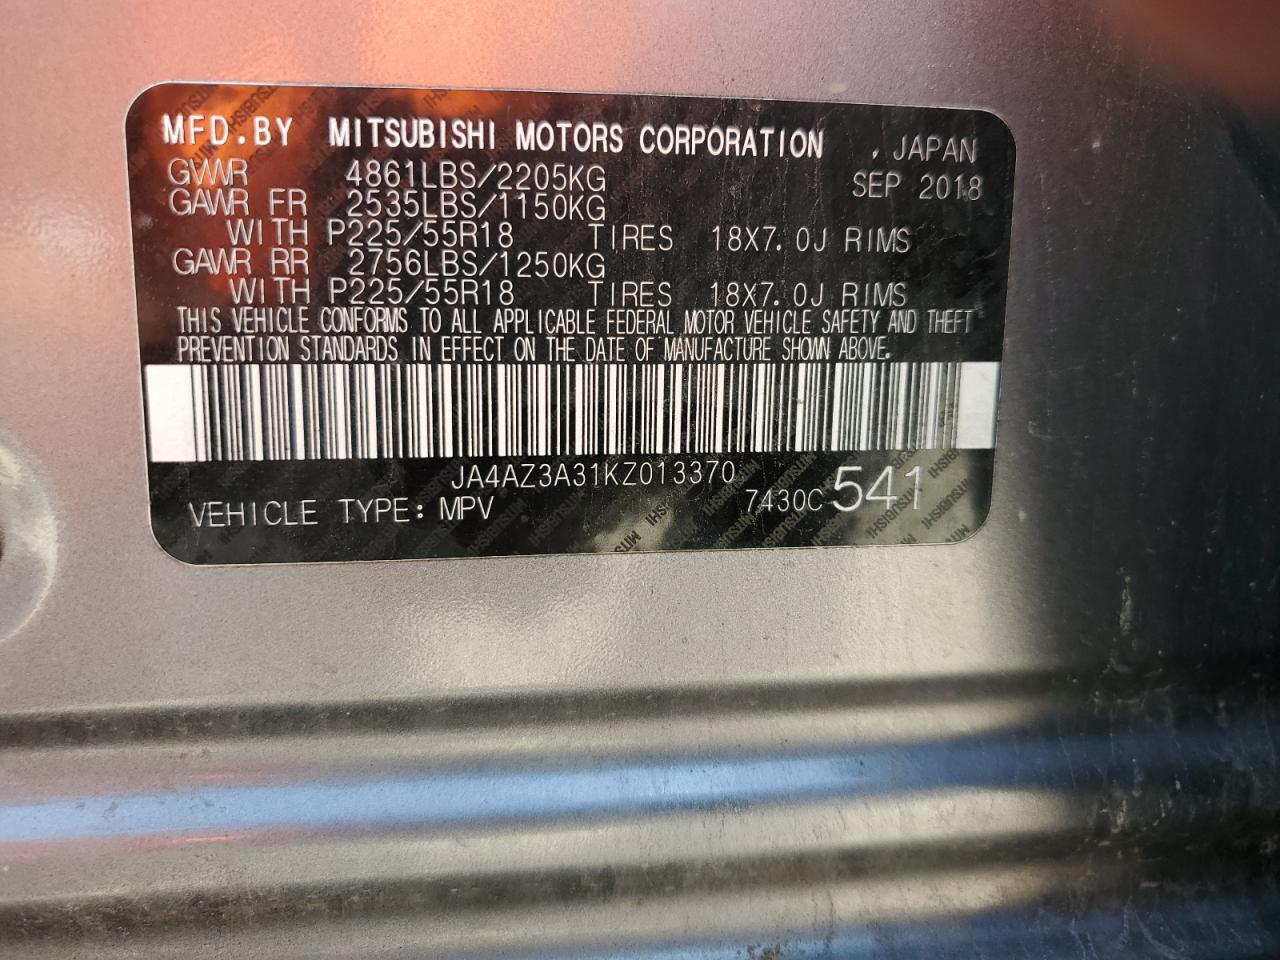 MFD.BY MITSUBISHI MOTORS CORPORATION , JAPAN
GVWR 4861LBS/2205KG SEP 2018
GAWR FR 2535LBS/1150KG
WITH P225/55R18 TIRES 18X7.0J RIMS
GAWR RR 2756LBS/1250KG
WITH P225/55R18 TIRES 18X7.0J RIMS
THIS VEHICLE CONFORMS TO ALL APPLICABLE FEDERAL MOTOR VEHICLE SAFETY AND THEFT
PREVENTION STANDARDS IN EFFECT ON THE DATE OF MANUFACTURE SHOWN ABOVE.
JA4AZ3A31KZ013370
VEHICLE TYPE: MPV 7430C 541